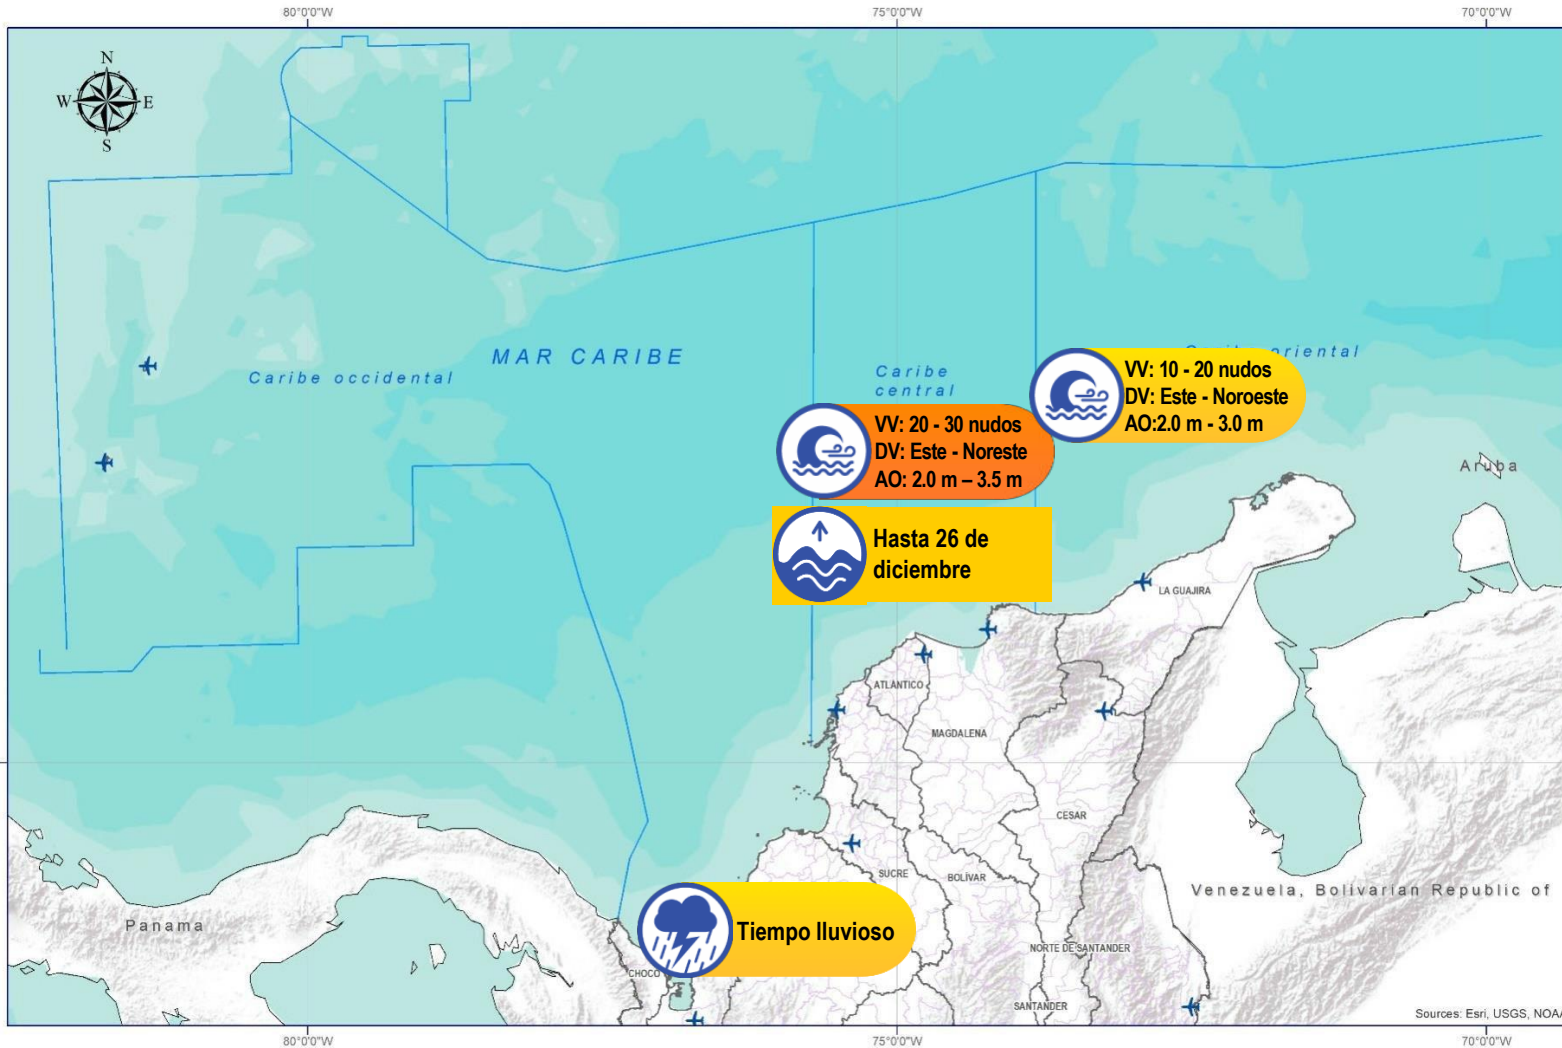 80°0'0"W
75°0'0"W
70°0'0"W
N
W
E
S
MAR CARIBE
Caribe occidental
Caribe
central
oriental
VV: 10 - 20 nudos
DV: Este - Noroeste
AO:2.0 m - 3.0 m
VV: 20 - 30 nudos
DV: Este - Noreste
AO: 2.0 m – 3.5 m
Hasta 26 de
diciembre
Aruba
LA GUAJIRA
ATLANTICO
MAGDALENA
CESAR
SUCRE
BOLÍVAR
Venezuela, Bolivarian Republic of
Panama
Tiempo lluvioso
NORTE DE SANTANDER
CHOCO
SANTANDER
Sources: Esri, USGS, NOAA
80°0'0"W
75°0'0"W
70°0'0"W